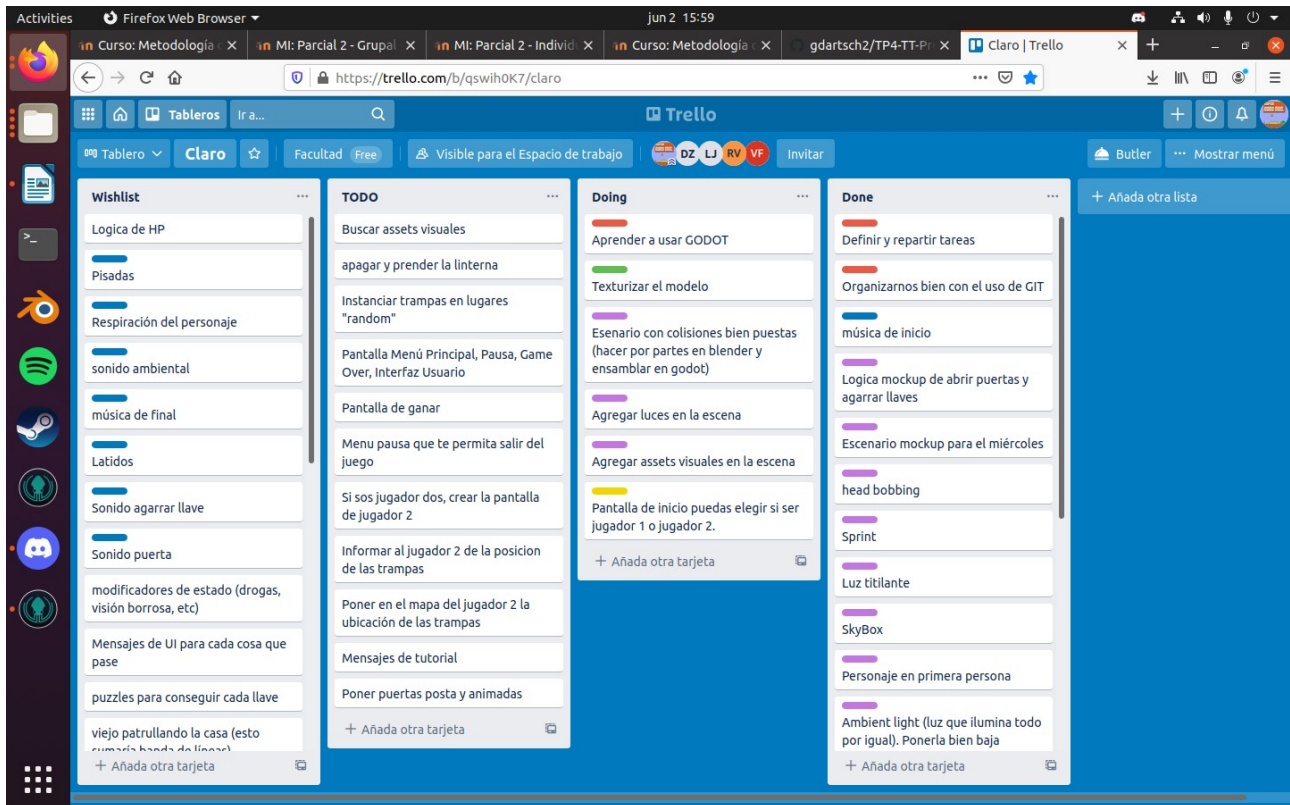 Activities
Firefox Web Browser
jun 2 15:59
Curso: Metodología
MI: Parcial 2 - Grupal
MI: Parcial 2 - Individ
Curso: Metodología
gdartsch2/TP4-TT-Pr
Claro | Trello
https://trello.com/b/qswih0K7/claro
Tableros
Ir a...
Trello
Tablero
Claro
Facultad Free
Visible para el Espacio de trabajo
DZ
LJ
RV
VF
Invitar
Butler
Mostrar menú
Wishlist
Logica de HP
Pisadas
Respiración del personaje
sonido ambiental
música de final
Latidos
Sonido agarrar llave
Sonido puerta
modificadores de estado (drogas,
visión borrosa, etc)
Mensajes de UI para cada cosa que
pase
puzzles para conseguir cada llave
viejo patrullando la casa (esto
sumaría banda de líneas)
+ Añada otra tarjeta
TODO
Buscar assets visuales
apagar y prender la linterna
Instanciar trampas en lugares
"random"
Pantalla Menú Principal, Pausa, Game
Over, Interfaz Usuario
Pantalla de ganar
Menu pausa que te permita salir del
juego
Si sos jugador dos, crear la pantalla
de jugador 2
Informar al jugador 2 de la posicion
de las trampas
Poner en el mapa del jugador 2 la
ubicación de las trampas
Mensajes de tutorial
Poner puertas posta y animadas
+ Añada otra tarjeta
Doing
Aprender a usar GODOT
Texturizar el modelo
Esenario con colisiones bien puestas
(hacer por partes en blender y
ensamblar en godot)
Agregar luces en la escena
Agregar assets visuales en la escena
Pantalla de inicio puedas elegir si ser
jugador 1 o jugador 2.
+ Añada otra tarjeta
Done
Definir y repartir tareas
Organizarnos bien con el uso de GIT
música de inicio
Logica mockup de abrir puertas y
agarrar llaves
Escenario mockup para el miércoles
head bobbing
Sprint
Luz titilante
SkyBox
Personaje en primera persona
Ambient light (luz que ilumina todo
por igual). Ponerla bien baja
+ Añada otra tarjeta
+ Añada otra lista